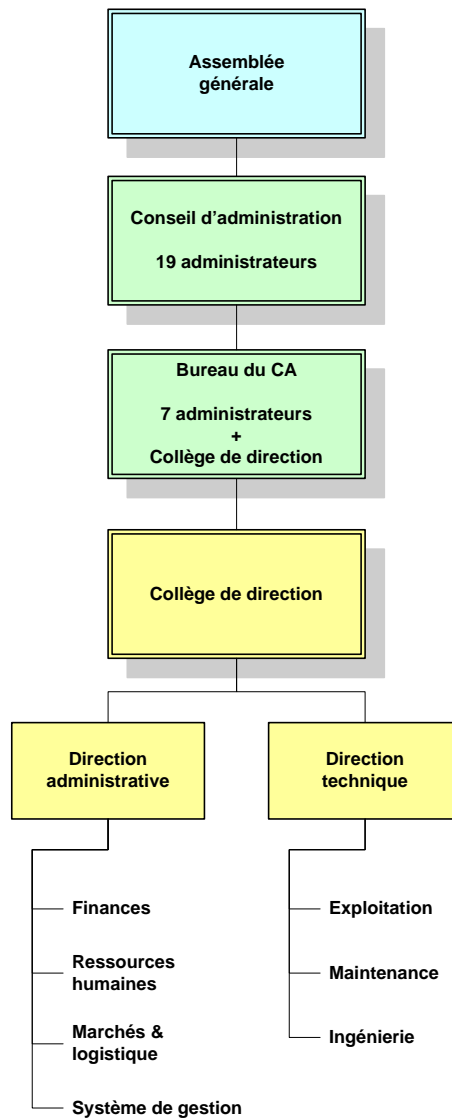 Assemblée
générale
Conseil d'administration
19 administrateurs
Bureau du CA
7 administrateurs
+
Collège de direction
Collège de direction
Direction
administrative
Direction
technique
Finances
Ressources
humaines
Marchés &
logistique
Système de gestion
Exploitation
Maintenance
Ingénierie